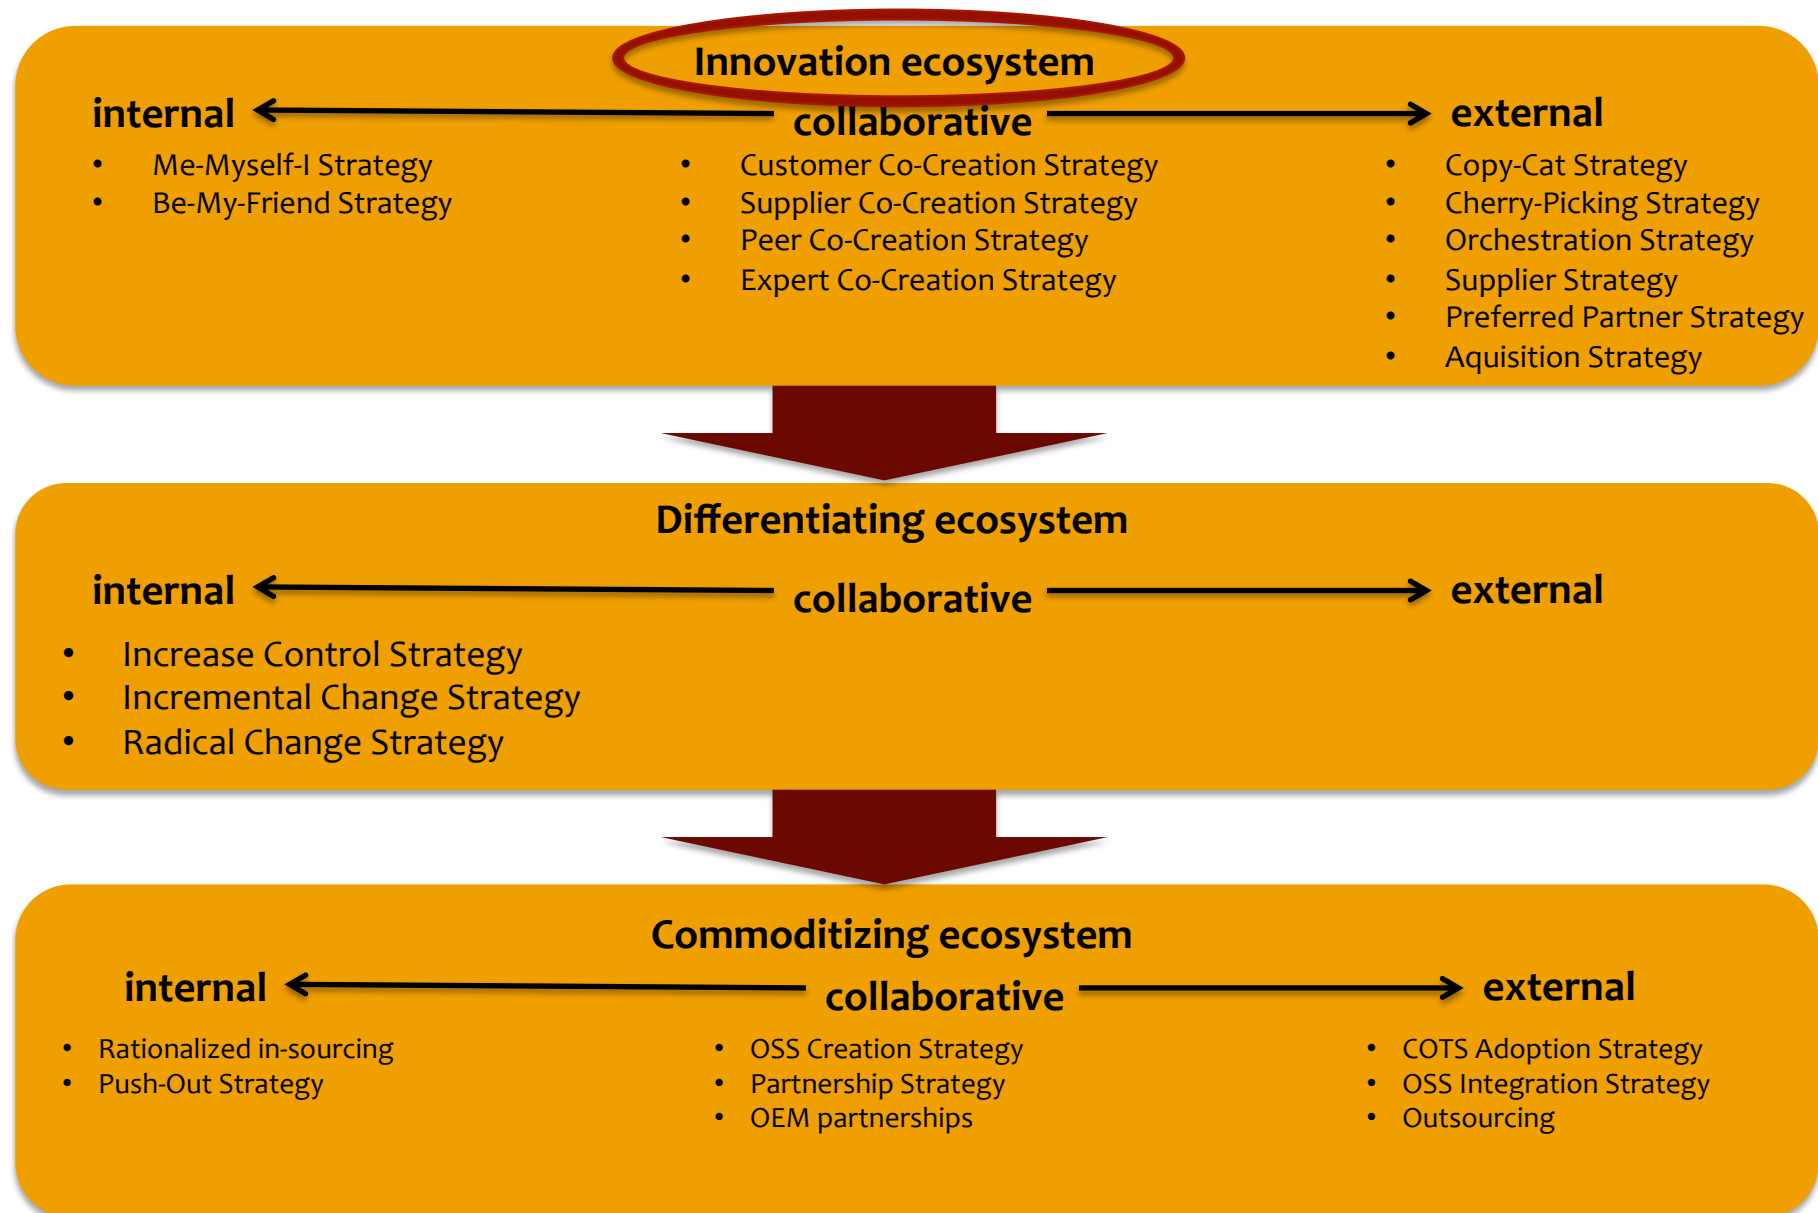 Innovation ecosystem
internal
collaborative
external
• Me-Myself-I Strategy
• Be-My-Friend Strategy
• Customer Co-Creation Strategy
• Supplier Co-Creation Strategy
• Peer Co-Creation Strategy
• Expert Co-Creation Strategy
• Copy-Cat Strategy
• Cherry-Picking Strategy
• Orchestration Strategy
• Supplier Strategy
• Preferred Partner Strategy
• Aquisition Strategy
Differentiating ecosystem
internal
collaborative
external
• Increase Control Strategy
• Incremental Change Strategy
• Radical Change Strategy
Commoditizing ecosystem
internal
collaborative
external
• Rationalized in-sourcing
• Push-Out Strategy
• OSS Creation Strategy
• Partnership Strategy
• OEM partnerships
• COTS Adoption Strategy
• OSS Integration Strategy
• Outsourcing